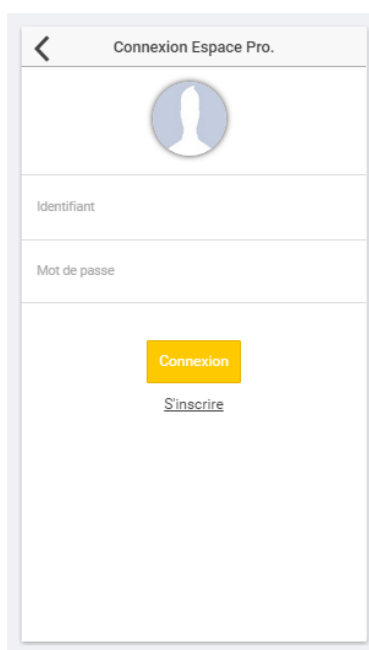 Connexion Espace Pro.
Identifiant
Mot de passe
Connexion
S'inscrire